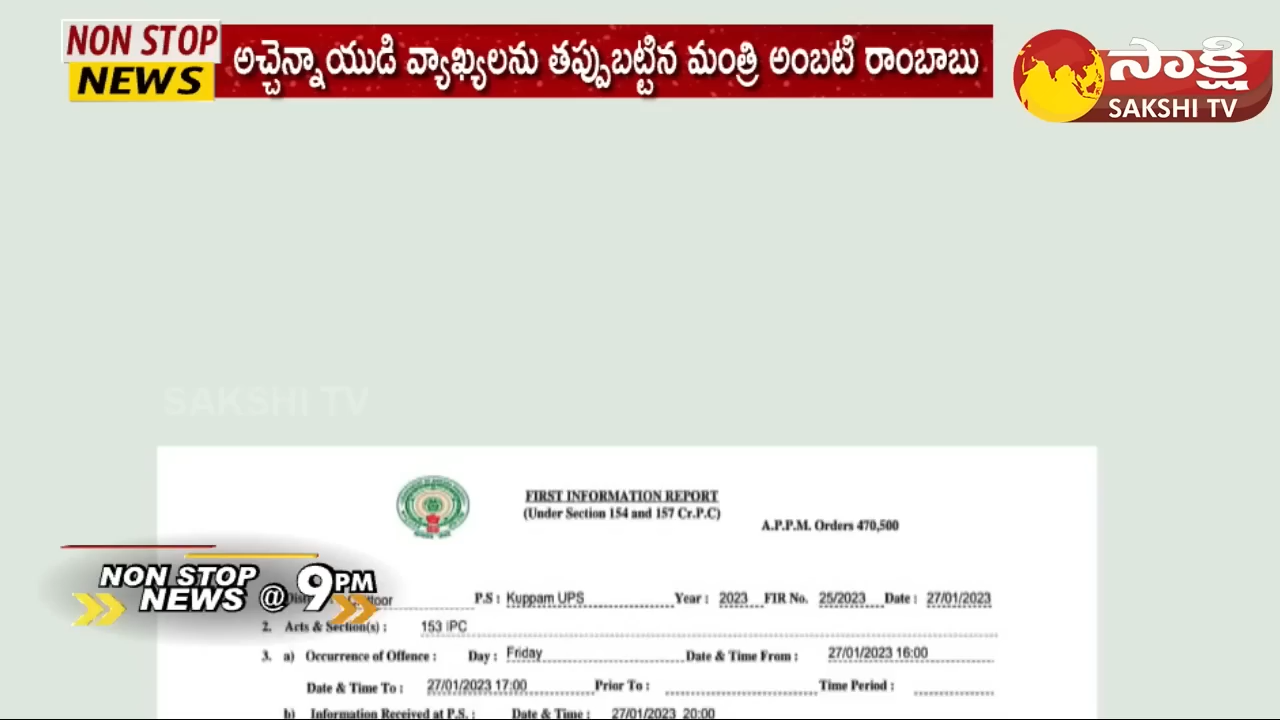 NON STOP
NEWS
అచ్చెన్నాయుడి వ్యాఖ్యలను తప్పుబట్టిన మంత్రి అంబటి రాంబాబు
సాక్షి
SAKSHI TV
SAKSHI TV
FIRST INFORMATION REPORT
(Under Section 154 and 157 Cr.P.C)
A.P.P.M. Orders 470,500
NON STOP
NEWS @ 9PM
P.S : Kuppam UPS Year : 2023 FIR No. 25/2023 Date : 27/01/2023
2. Acts & Section(s) : 153 IPC
3. a) Occurrence of Offence : Day : Friday Date & Time From : 27/01/2023 16:00
Date & Time To : 27/01/2023 17:00 Prior To : Time Period :
b) Information Received at P.S. : Date & Time : 27/01/2023 20:00